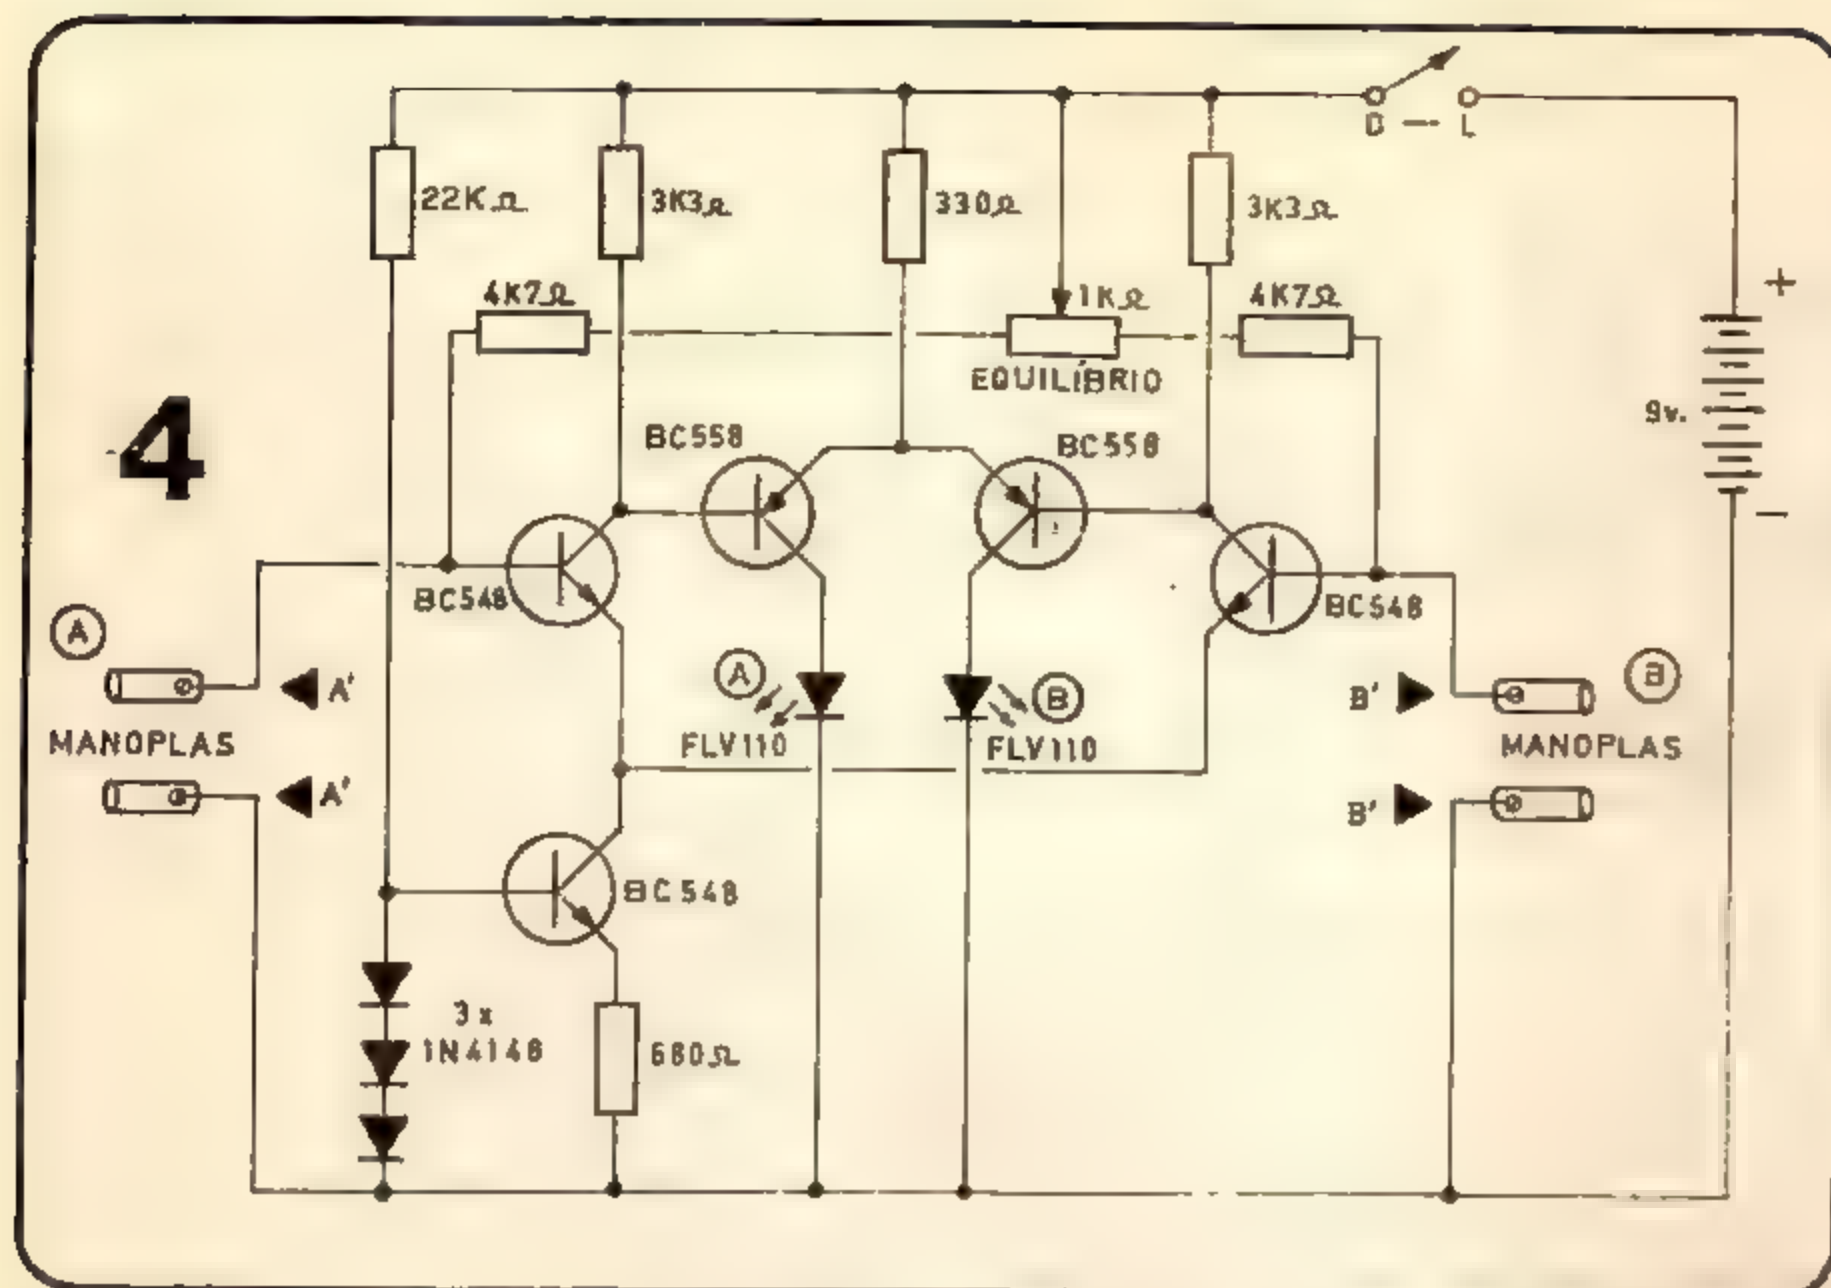 D — L
22KΩ
3K3Ω
330Ω
3K3Ω
4K7Ω
1KΩ
4K7Ω
EQUILÍBRIO
+
9v.
—
4
BC558
BC558
BC548
BC548
A
A'
MANOPLAS
A'
A
FLV110
B
FLV110
B'
B
MANOPLAS
B'
BC548
3x
1N4148
680Ω